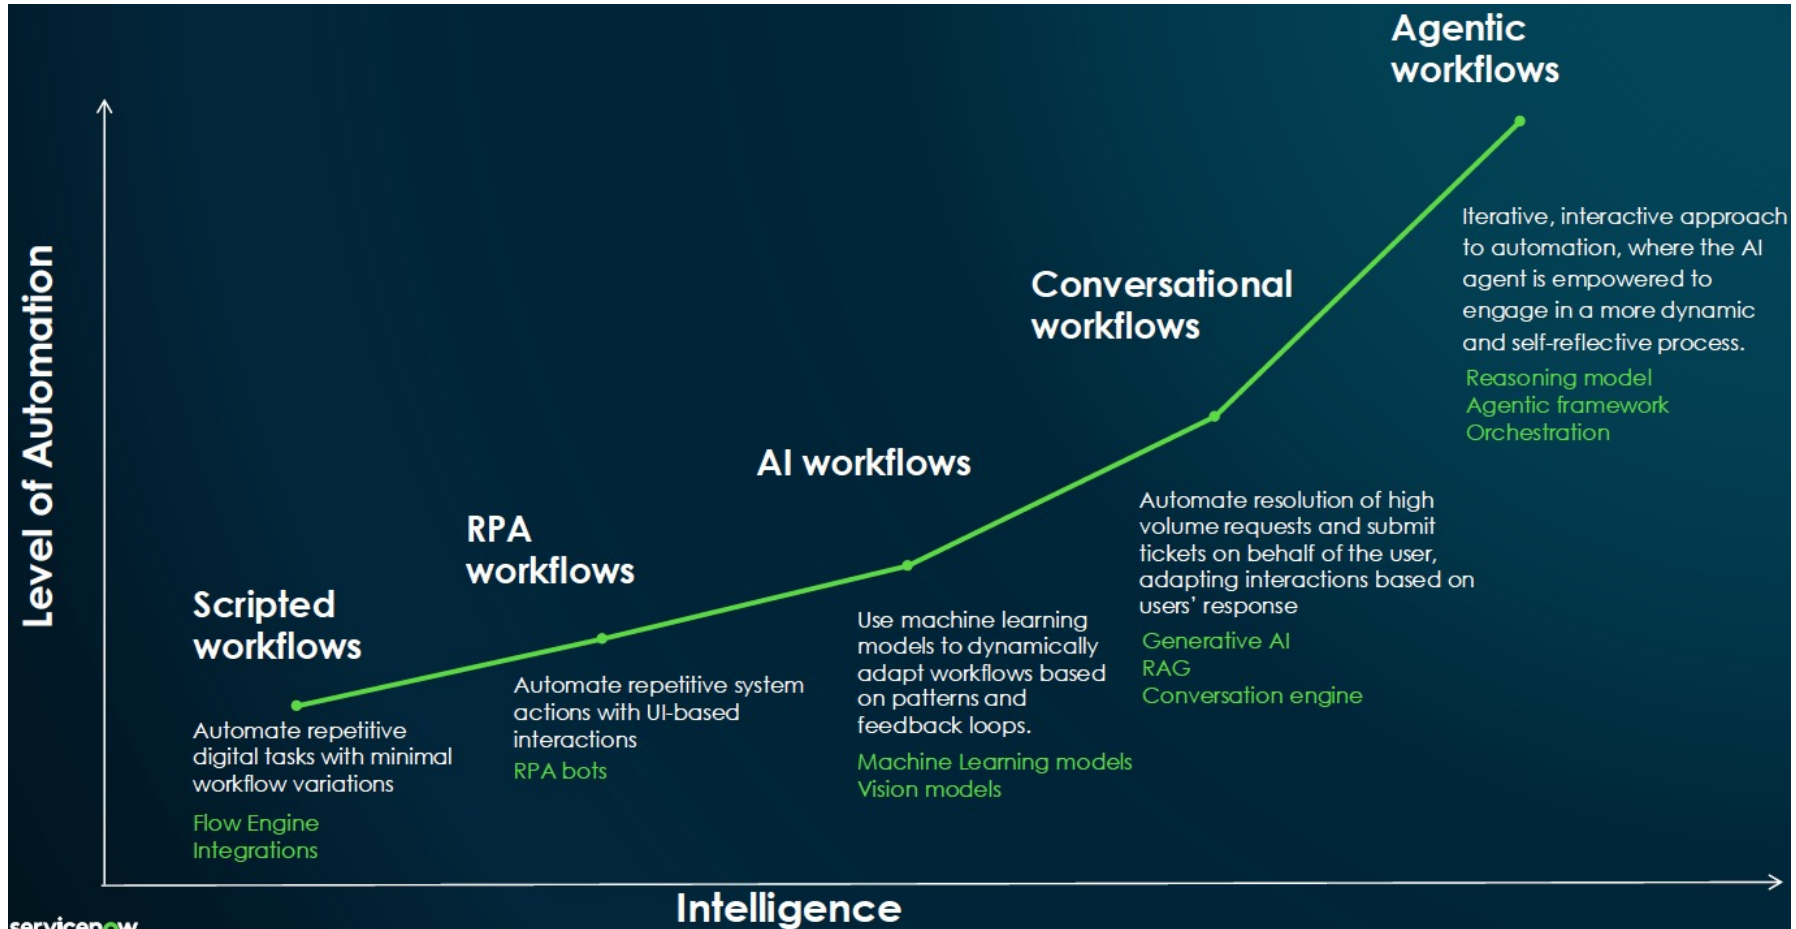 Agentic
workflows
Iterative, interactive approach
to automation, where the AI
agent is empowered to
engage in a more dynamic
and self-reflective process.
Reasoning model
Agentic framework
Orchestration
Conversational
workflows
Automate resolution of high
volume requests and submit
tickets on behalf of the user,
adapting interactions based on
users' response
Generative AI
RAG
Conversation engine
AI workflows
Use machine learning
models to dynamically
adapt workflows based
on patterns and
feedback loops.
Machine Learning models
Vision models
RPA
workflows
Automate repetitive system
actions with UI-based
interactions
RPA bots
Scripted
workflows
Automate repetitive
digital tasks with minimal
workflow variations
Flow Engine
Integrations
Level of Automation
Intelligence
servicenow